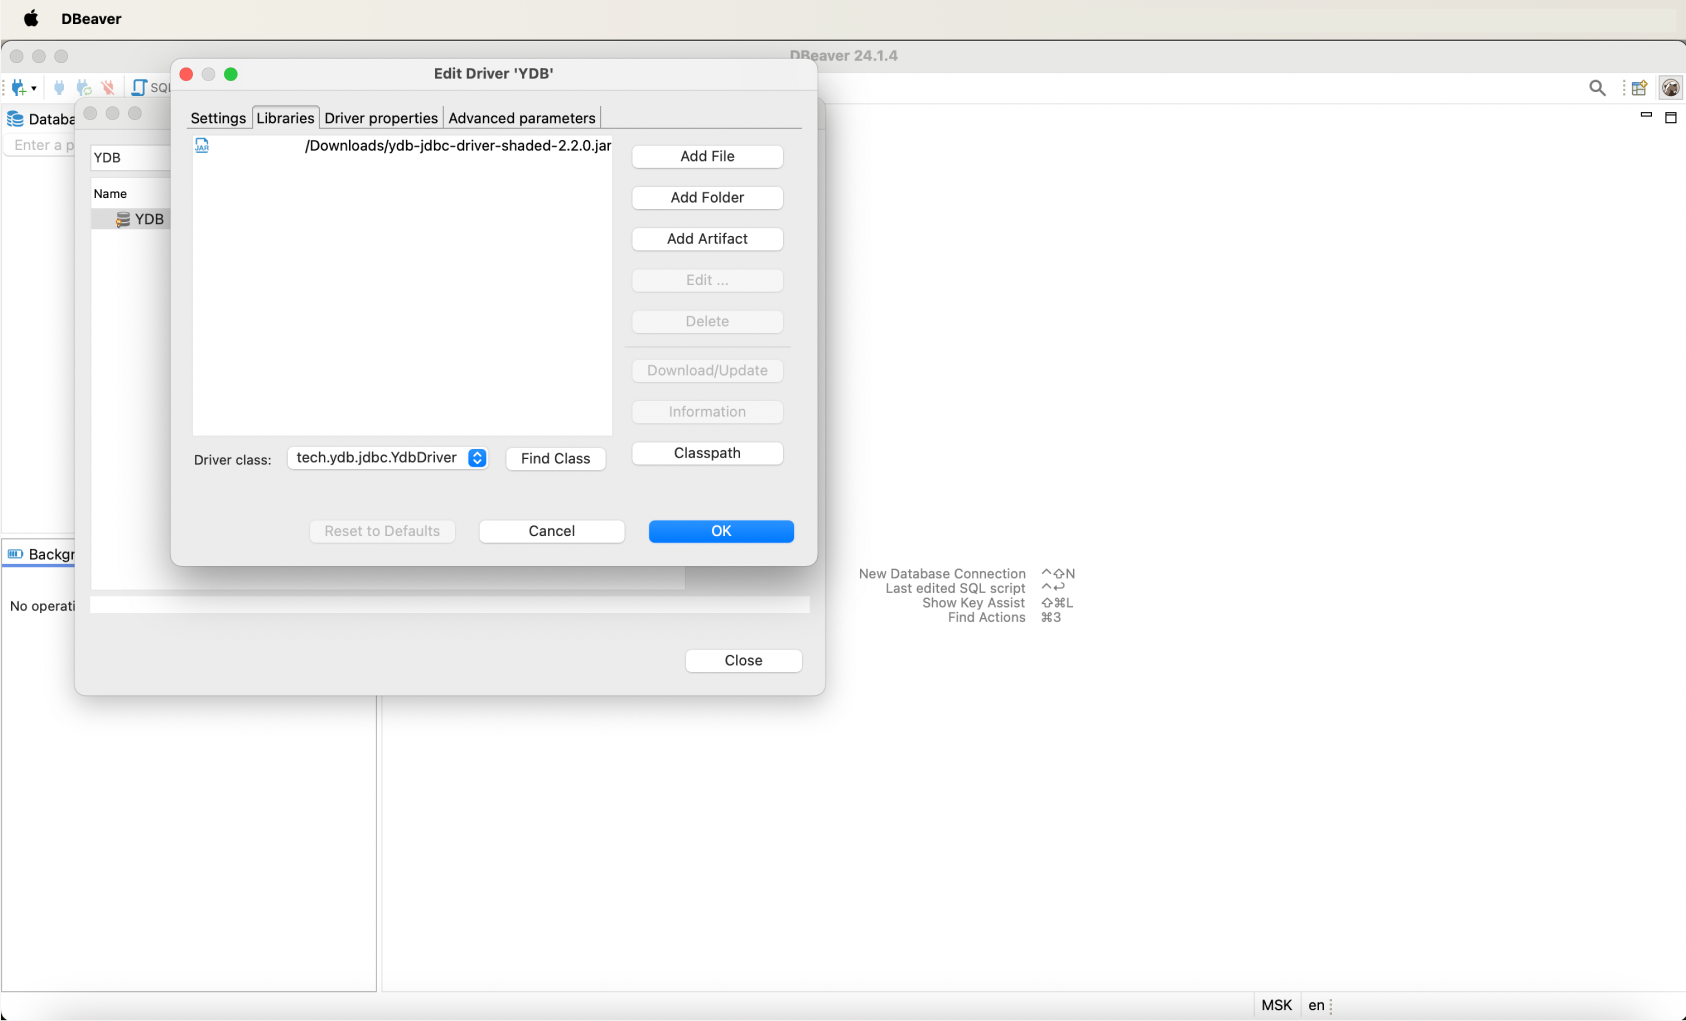 DBeaver
DBeaver 24.1.4
Edit Driver 'YDB'
SQL
Settings
Libraries
Driver properties
Advanced parameters
Enter a p
/Downloads/ydb-jdbc-driver-shaded-2.2.0.jar
JAR
YDB
Name
YDB
Add File
Add Folder
Add Artifact
Edit ...
Delete
Download/Update
Information
Classpath
Driver class:
tech.ydb.jdbc.YdbDriver
Find Class
Reset to Defaults
Cancel
OK
No operati
Close
New Database Connection ^⇧N
Last edited SQL script ^↩
Show Key Assist ⇧⌘L
Find Actions ⌘3
MSK
en